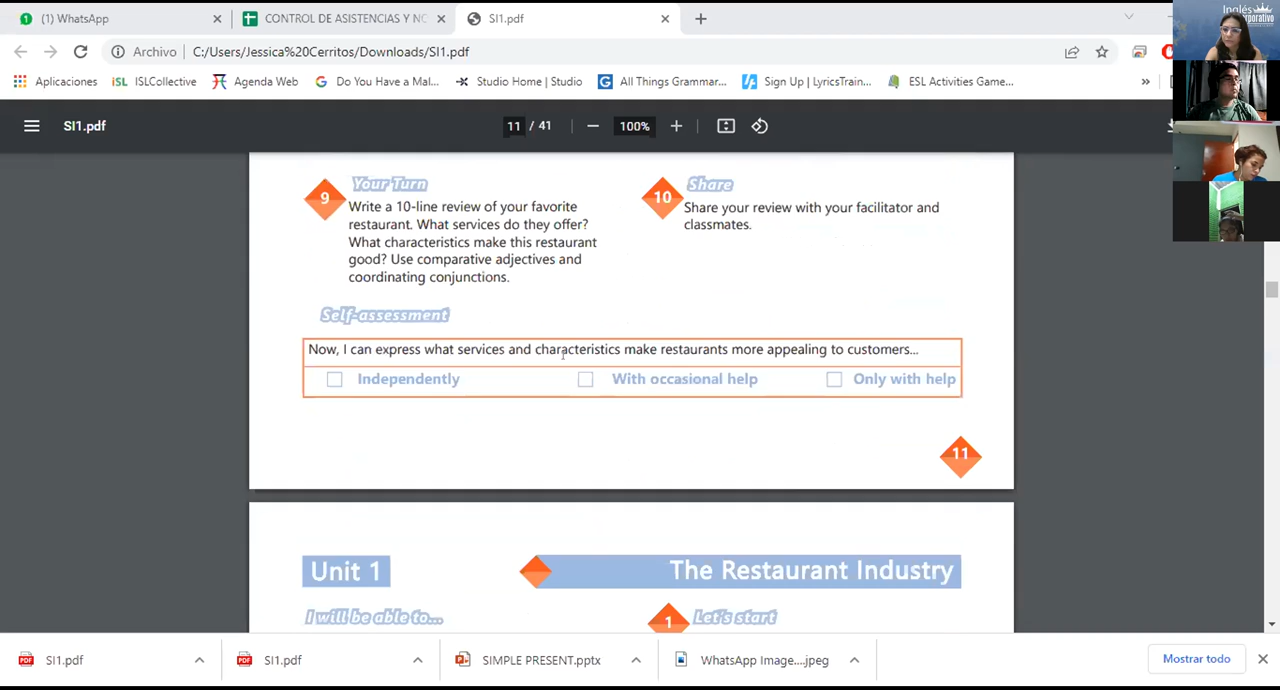 (1) WhatsApp
CONTROL DE ASISTENCIAS Y NO
SI1.pdf
Archivo C:/Users/Jessica%20Cerritos/Downloads/SI1.pdf
Aplicaciones
iSL ISLCollective
Agenda Web
G Do You Have a Mal...
Studio Home | Studio
G All Things Grammar...
Sign Up | LyricsTrain...
ESL Activities Game...
»
SI1.pdf
11 / 41
100%
9 Your Turn
Write a 10-line review of your favorite
restaurant. What services do they offer?
What characteristics make this restaurant
good? Use comparative adjectives and
coordinating conjunctions.
10 Share
Share your review with your facilitator and
classmates.
Self-assessment
Now, I can express what services and characteristics make restaurants more appealing to customers...
Independently
With occasional help
Only with help
11
Unit 1
The Restaurant Industry
I will be able to...
1 Let's start
PDF SI1.pdf
PDF SI1.pdf
SIMPLE PRESENT.pptx
WhatsApp Image....jpeg
Mostrar todo
Inglés